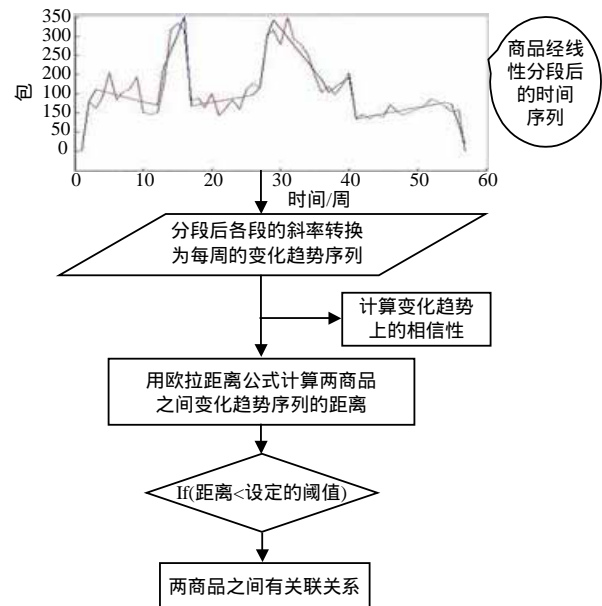 350
300
250
200
包
100
150
50
0
0
10
20
30
40
50
60
时间/周
商品经线
性分段后
的时间
序列
分段后各段的斜率转换
为每周的变化趋势序列
计算变化趋势
上的相信性
用欧拉距离公式计算两商品
之间变化趋势序列的距离
If(距离<设定的阈值)
两商品之间有关联关系